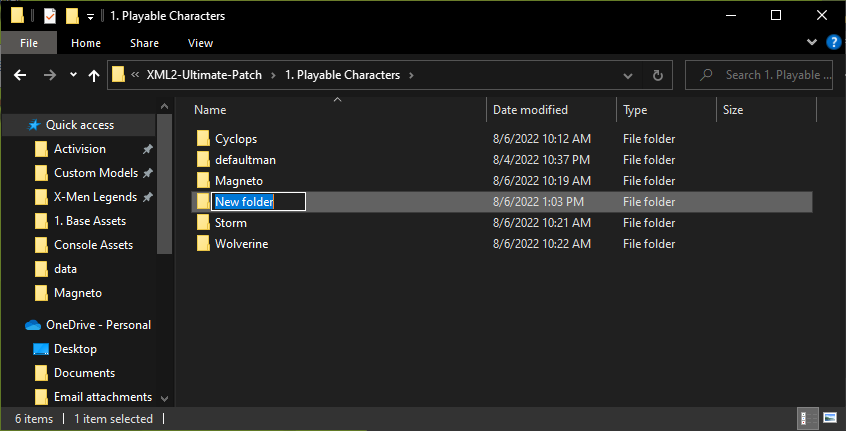 1. Playable Characters
File Home Share View
« XML2-Ultimate-Patch > 1. Playable Characters >
Search 1. Playable ...
Name Date modified Type Size
Quick access
Activision
Custom Models
X-Men Legends
1. Base Assets
Console Assets
data
Magneto
OneDrive - Personal
Desktop
Documents
Email attachments
Cyclops 8/6/2022 10:12 AM File folder
defaultman 8/4/2022 10:37 PM File folder
Magneto 8/6/2022 10:19 AM File folder
New folder 8/6/2022 1:03 PM File folder
Storm 8/6/2022 10:21 AM File folder
Wolverine 8/6/2022 10:22 AM File folder
6 items 1 item selected